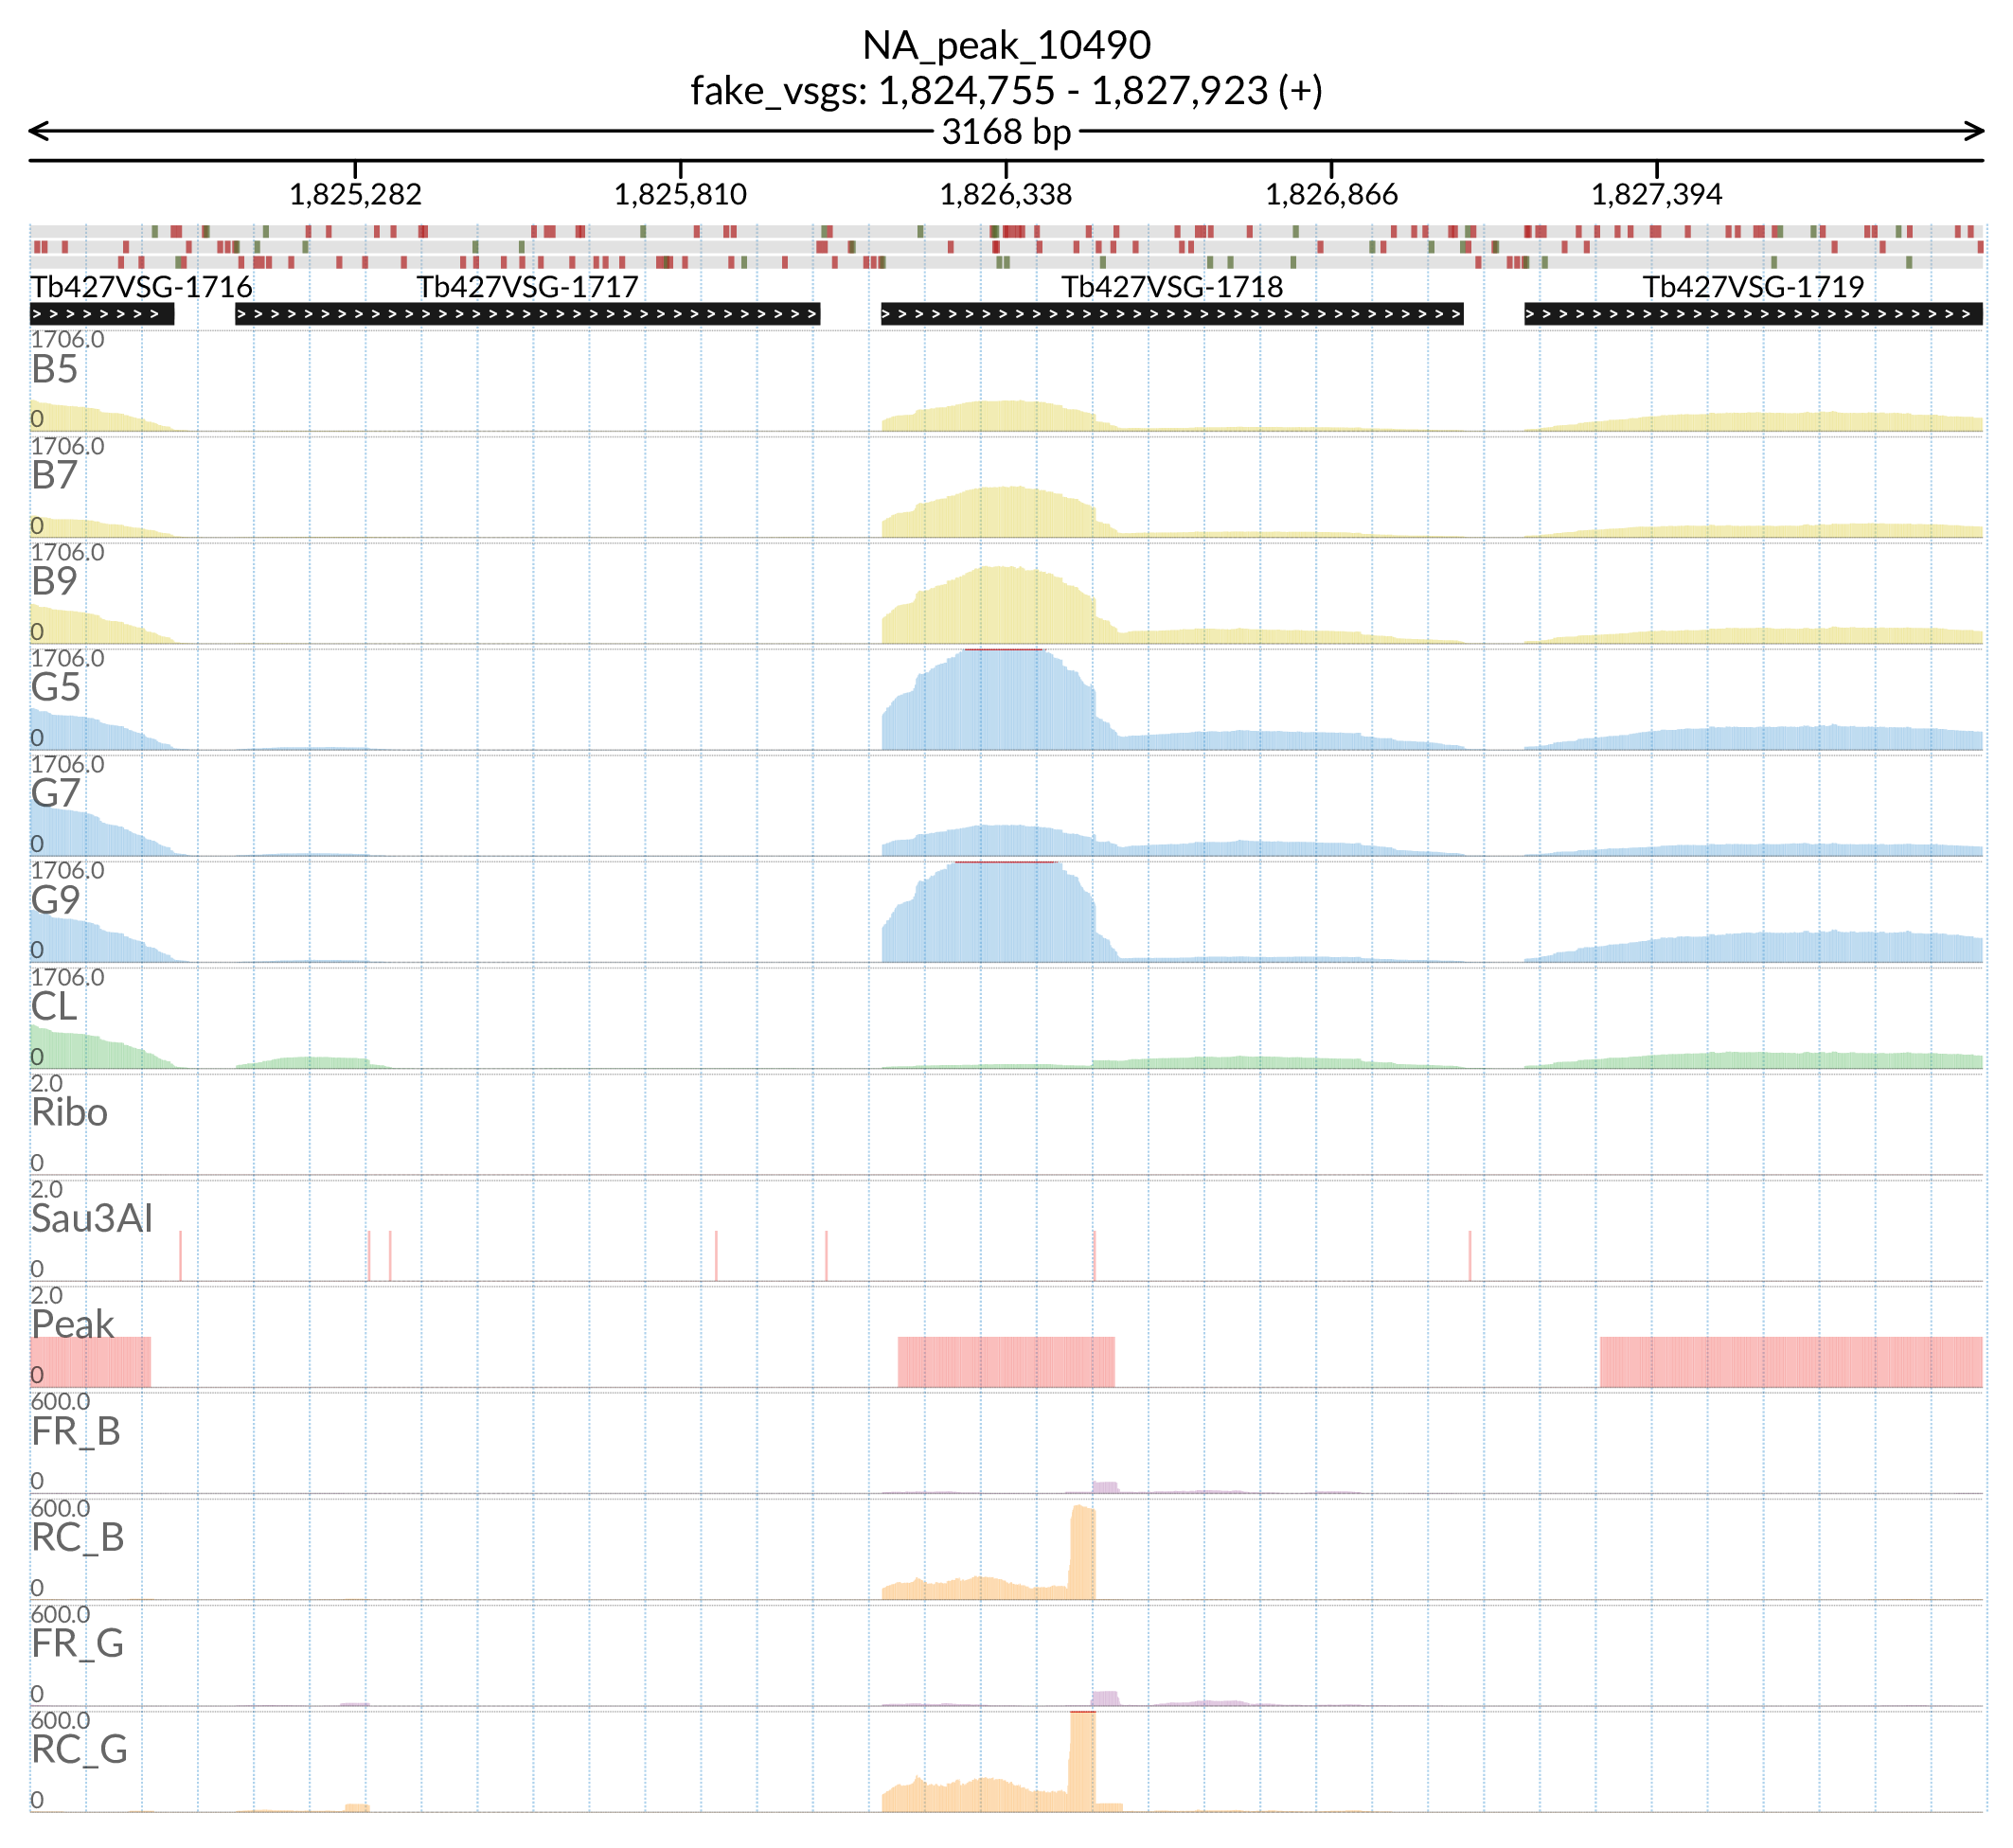 NA_peak_10490
fake_vsgs: 1,824,755 - 1,827,923 (+)
3168 bp
1,825,282 1,825,810 1,826,338 1,826,866 1,827,394
Tb427VSG-1716 Tb427VSG-1717 Tb427VSG-1718 Tb427VSG-1719
1706.0
B5
0
1706.0
B7
0
1706.0
B9
0
1706.0
G5
0
1706.0
G7
0
1706.0
G9
0
1706.0
CL
0
2.0
Ribo
0
2.0
Sau3AI
0
2.0
Peak
0
600.0
FR_B
0
600.0
RC_B
0
600.0
FR_G
0
600.0
RC_G
0